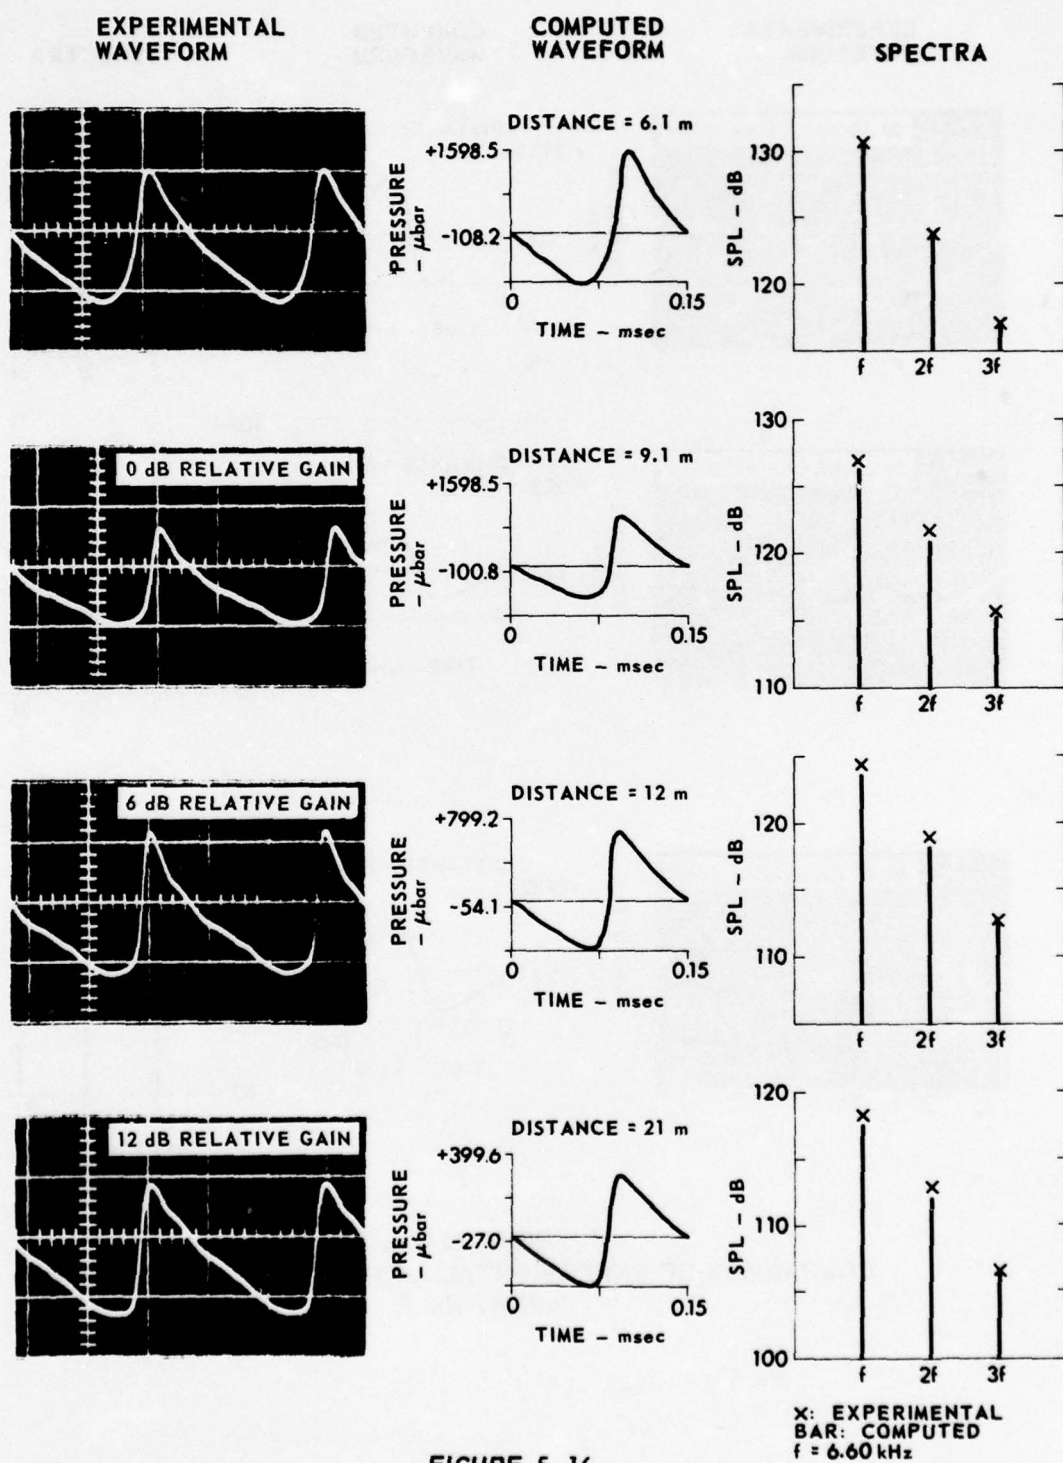 EXPERIMENTAL
WAVEFORM
COMPUTED
WAVEFORM
SPECTRA
DISTANCE = 6.1 m
+1598.5
-108.2
PRESSURE
- μbar
0
0.15
TIME - msec
SPL - dB
130
120
f
2f
3f
0 dB RELATIVE GAIN
DISTANCE = 9.1 m
+1598.5
-100.8
PRESSURE
- μbar
0
0.15
TIME - msec
SPL - dB
130
120
110
f
2f
3f
6 dB RELATIVE GAIN
DISTANCE = 12 m
+799.2
-54.1
PRESSURE
- μbar
0
0.15
TIME - msec
SPL - dB
120
110
f
2f
3f
12 dB RELATIVE GAIN
DISTANCE = 21 m
+399.6
-27.0
PRESSURE
- μbar
0
0.15
TIME - msec
SPL - dB
120
110
100
f
2f
3f
X: EXPERIMENTAL
BAR: COMPUTED
f = 6.60 kHz